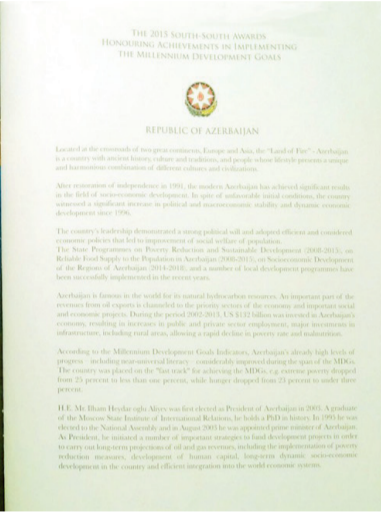 THE 2015 SOUTH-SOUTH AWARDS
HONOURING ACHIEVEMENTS IN IMPLEMENTING
THE MILLENNIUM DEVELOPMENT GOALS
REPUBLIC OF AZERBAIJAN
Located at the crossroads of two great continents, Europe and Asia, the "Land of Fire" - Azerbaijan
is a country with ancient history, culture and traditions, and people whose lifestyle presents a unique
and harmonious combination of different cultures and civilizations.
After restoration of independence in 1991, the modern Azerbaijan has achieved significant results
in the field of socioeconomic development. In spite of unfavorable initial conditions, the country
witnessed a significant increase in political and macroeconomic stability and dynamic economic
development since 1996.
The country's leadership demonstrated a strong political will and adopted efficient and considered
economic policies that led to improvement of social welfare of population.
The State Programmes on Poverty Reduction and Sustainable Development (2008-2015), on
Reliable Food Supply to the Population in Azerbaijan (2008-2015), on Socioeconomic Development
of the Regions of Azerbaijan (2014-2018), and a number of local development programmes have
been successfully implemented in the recent years.
Azerbaijan is famous in the world for its natural hydrocarbon resources. An important part of the
revenues from oil exports is channeled to the priority sectors of the economy and important social
and economic projects. During the period 2002-2013, US $132 billion was invested in Azerbaijan's
economy, resulting in increases in public and private sector employment, major investments in
infrastructure, including rural areas, allowing a rapid decline in poverty rate and malnutrition.
According to the Millennium Development Goals Indicators, Azerbaijan's already high levels of
progress - including near-universal literacy - considerably improved during the span of the MDGs.
The country was placed on the "fast track" for achieving the MDGs, e.g. extreme poverty dropped
from 25 percent to less than one percent, while hunger dropped from 23 percent to under three
percent.
H.E. Mr. Ilham Heydar oglu Aliyev was first elected as President of Azerbaijan in 2003. A graduate
of the Moscow State Institute of International Relations, he holds a PhD in history. In 1995 he was
elected to the National Assembly and in August 2003 he was appointed prime minister of Azerbaijan.
As President, he initiated a number of important strategies to fund development projects in order
to carry out long-term projections of oil and gas revenues, including the implementation of poverty
reduction measures, development of human capital, long-term dynamic socioeconomic
development in the country and efficient integration into the world economic systems.